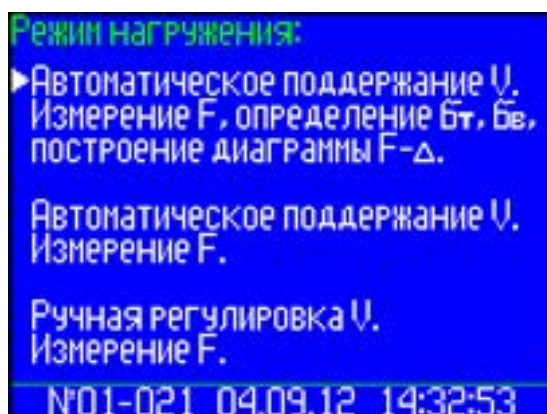 Режим нагружения:
▶Автоматическое поддержание V.
Измерение F, определение бт, бв,
построение диаграммы F-Δ.
Автоматическое поддержание V.
Измерение F.
Ручная регулировка V.
Измерение F.
№01-021 04.09.12 14:32:53